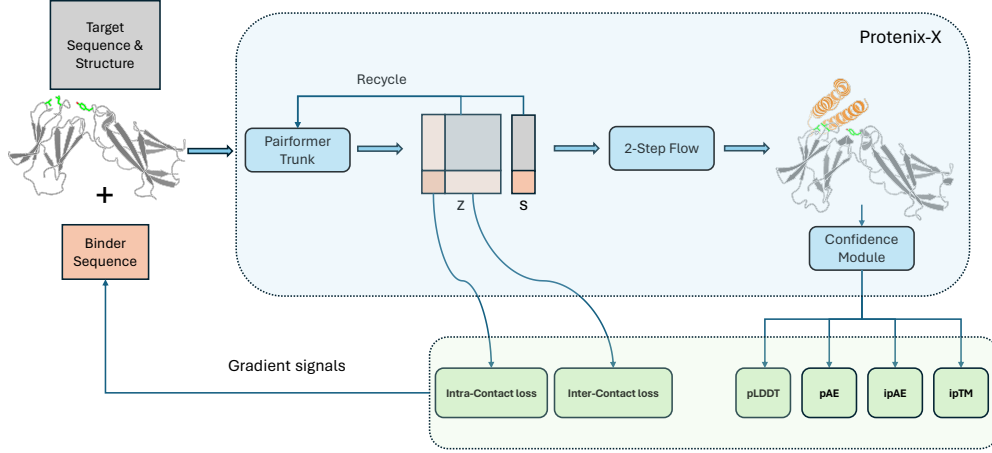 Target
Sequence &
Structure
Protenix-X
Recycle
Pairformer
Trunk
2-Step Flow
z
s
+
Binder
Sequence
Confidence
Module
Gradient signals
Intra-Contact loss
Inter-Contact loss
pLDDT
pAE
ipAE
ipTM